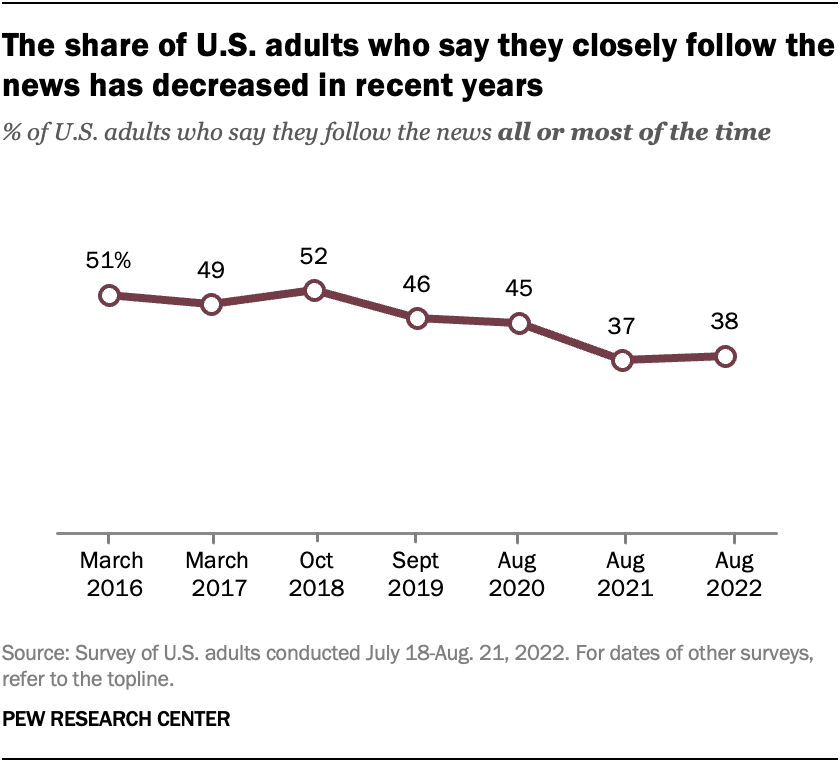 The share of U.S. adults who say they closely follow the
news has decreased in recent years
% of U.S. adults who say they follow the news all or most of the time
51%
49
52
46
45
37
38
March
2016
March
2017
Oct
2018
Sept
2019
Aug
2020
Aug
2021
Aug
2022
Source: Survey of U.S. adults conducted July 18-Aug. 21, 2022. For dates of other surveys,
refer to the topline.
PEW RESEARCH CENTER